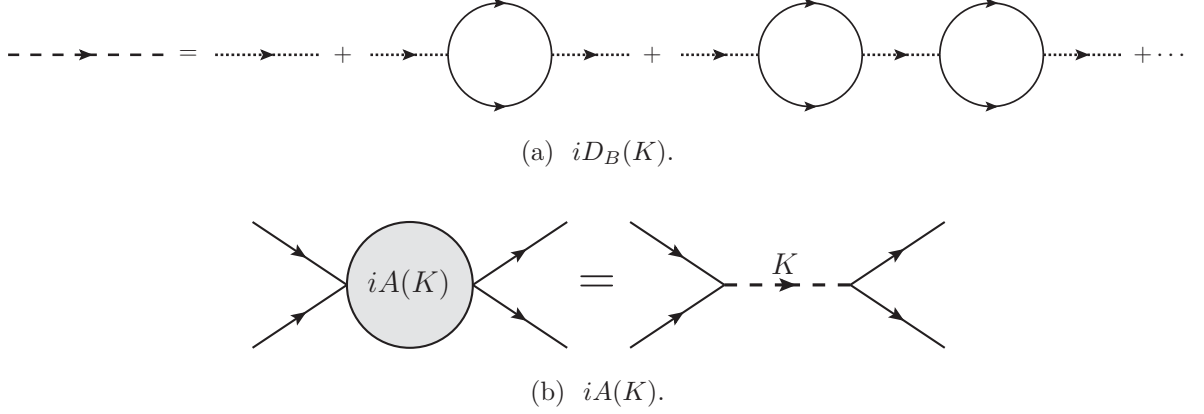 = + + + ···
(a) iD_B(K).
iA(K) = K
(b) iA(K).